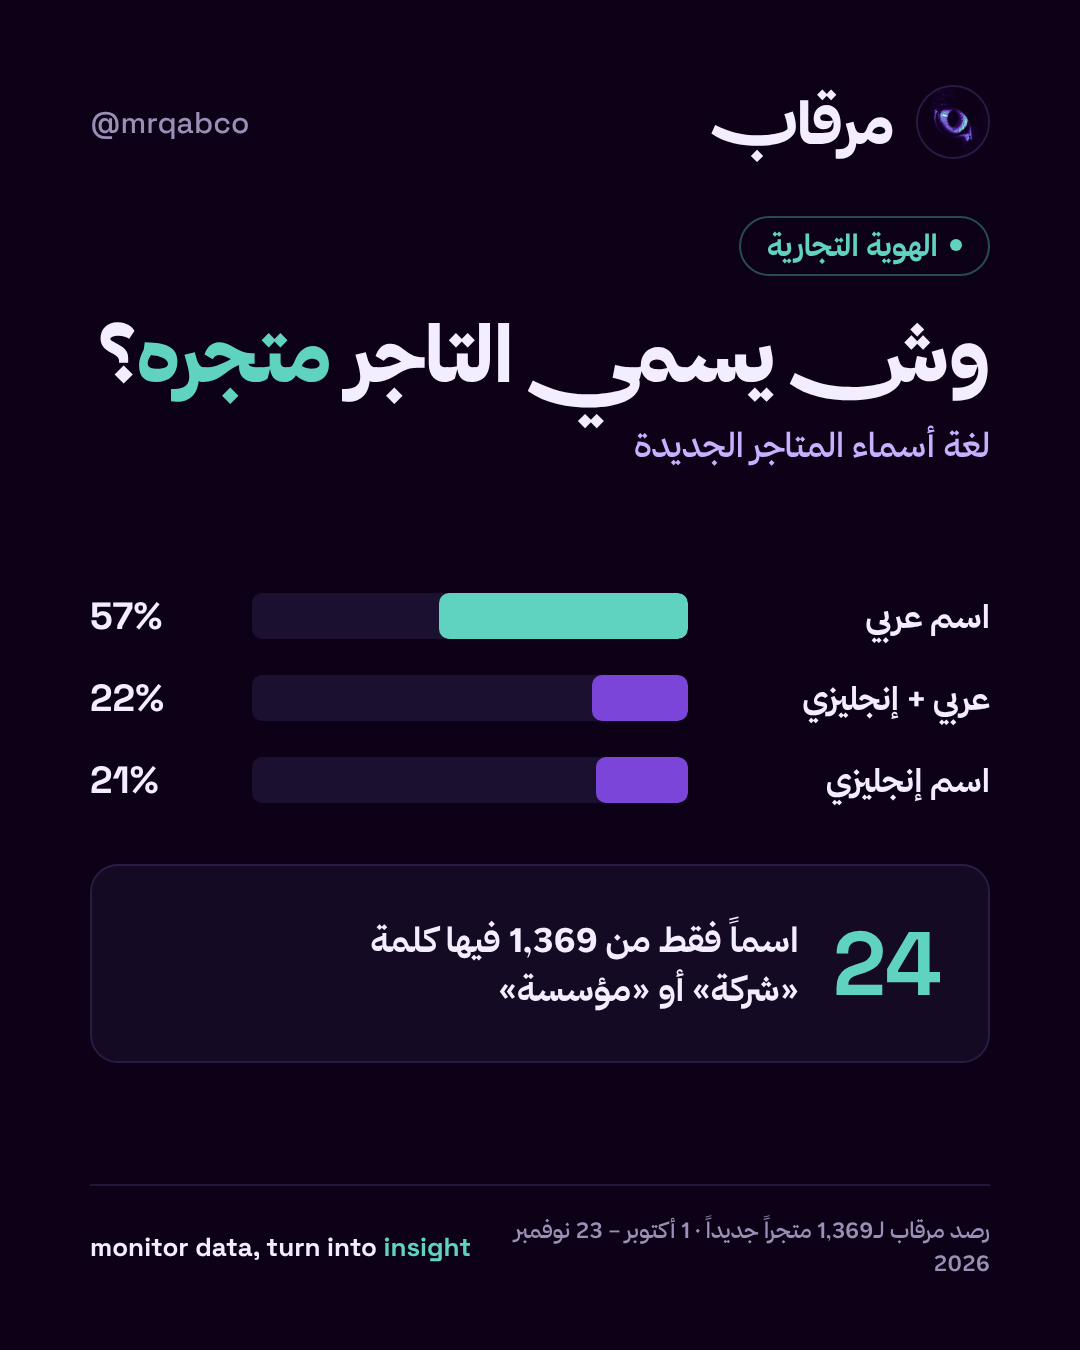 مرقاب
@mrqabco
الهوية التجارية
وش يسمي التاجر متجره؟
لغة أسماء المتاجر الجديدة
اسم عربي 57%
عربي + إنجليزي 22%
اسم إنجليزي 21%
24
اسماً فقط من 1,369 فيها كلمة
«شركة» أو «مؤسسة»
رصد مرقاب لـ1,369 متجراً جديداً · 1 أكتوبر – 23 نوفمبر
2026
monitor data, turn into insight